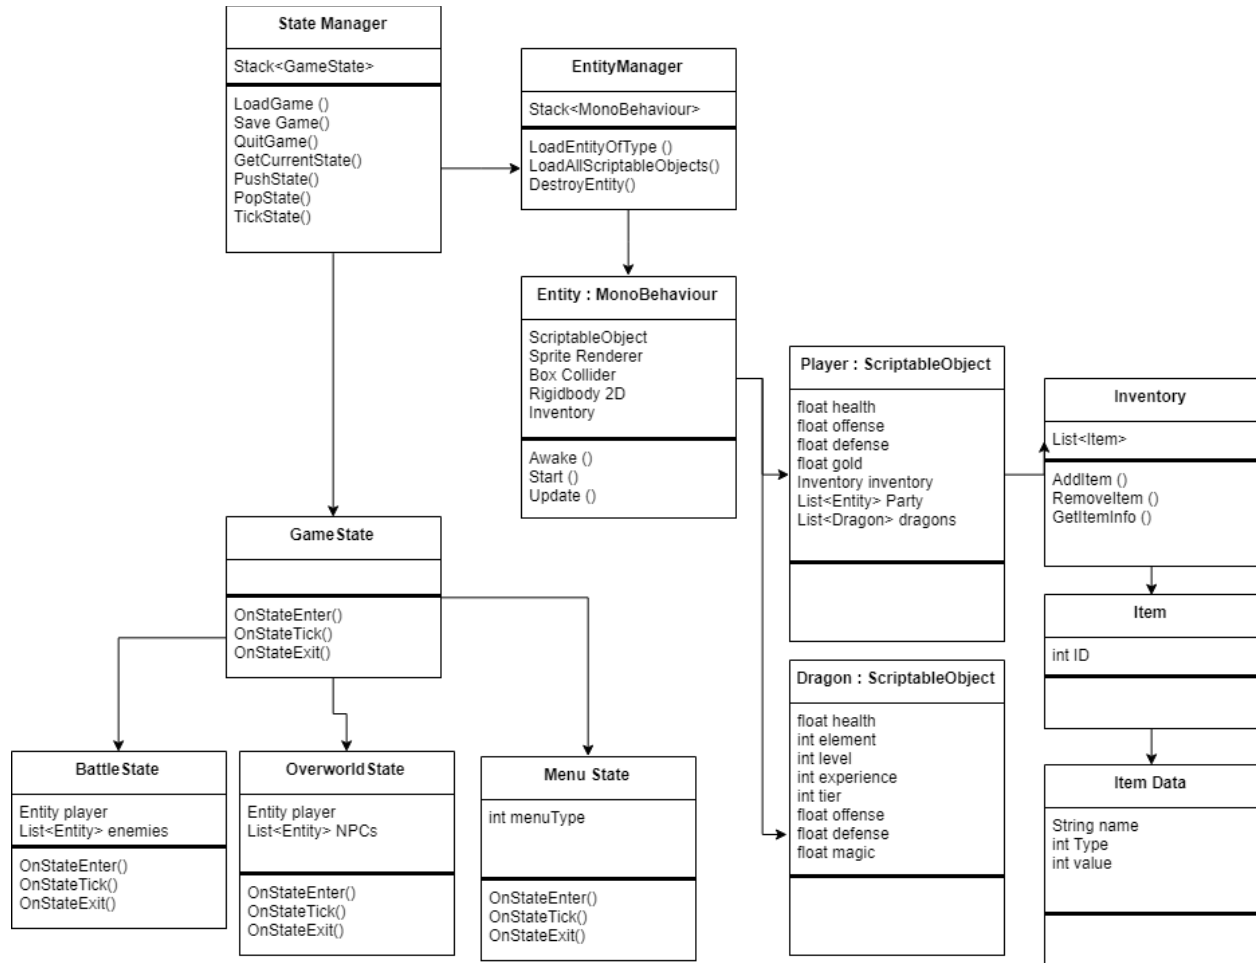 State Manager
Stack<GameState>
LoadGame ()
Save Game()
QuitGame()
GetCurrentState()
PushState()
PopState()
TickState()
EntityManager
Stack<MonoBehaviour>
LoadEntityOfType ()
LoadAllScriptableObjects()
DestroyEntity()
Entity : MonoBehaviour
ScriptableObject
Sprite Renderer
Box Collider
Rigidbody 2D
Inventory
Awake ()
Start ()
Update ()
Player : ScriptableObject
float health
float offense
float defense
float gold
Inventory inventory
List<Entity> Party
List<Dragon> dragons
Inventory
List<Item>
AddItem ()
RemoveItem ()
GetItemInfo ()
GameState
OnStateEnter()
OnStateTick()
OnStateExit()
Item
int ID
Dragon : ScriptableObject
float health
int element
int level
int experience
int tier
float offense
float defense
float magic
BattleState
Entity player
List<Entity> enemies
OnStateEnter()
OnStateTick()
OnStateExit()
OverworldState
Entity player
List<Entity> NPCs
OnStateEnter()
OnStateTick()
OnStateExit()
Menu State
int menuType
OnStateEnter()
OnStateTick()
OnStateExit()
Item Data
String name
int Type
int value